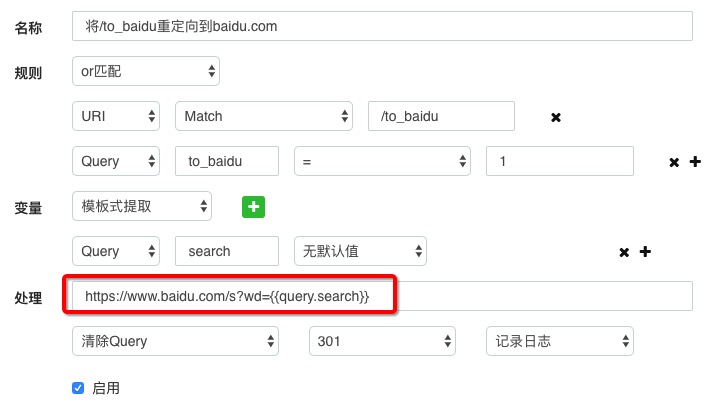 名称 将/to_baidu重定向到baidu.com
规则 or匹配
URI Match /to_baidu
Query to_baidu = 1
变量 模板式提取
Query search 无默认值
处理 https://www.baidu.com/s?wd={{query.search}}
清除Query 301 记录日志
启用